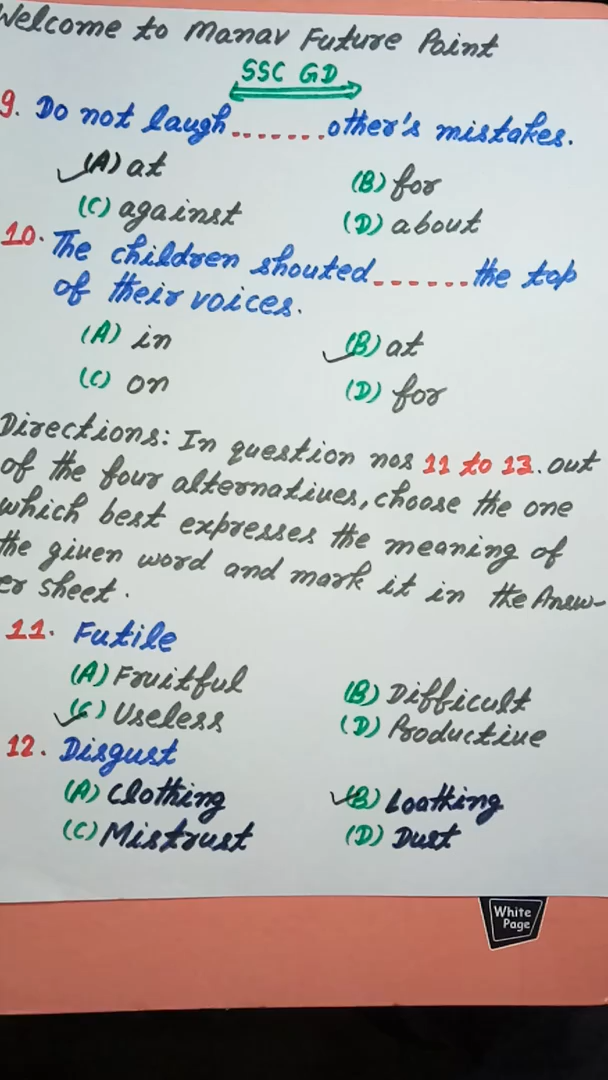 Welcome to Manav Future Point
SSC GD
9. Do not laugh.......other's mistakes.
(A) at (B) for
(C) against (D) about
10. The children shouted.......the top
of their voices.
(A) in (B) at
(C) on (D) for
Directions: In question nos 11 to 13. out
of the four alternatives, choose the one
which best expresses the meaning of
the given word and mark it in the Answ-
er sheet.
11. Futile
(A) Fruitful (B) Difficult
(C) Useless (D) Productive
12. Disgust
(A) Clothing (B) Loathing
(C) Mistrust (D) Dust
White
Page